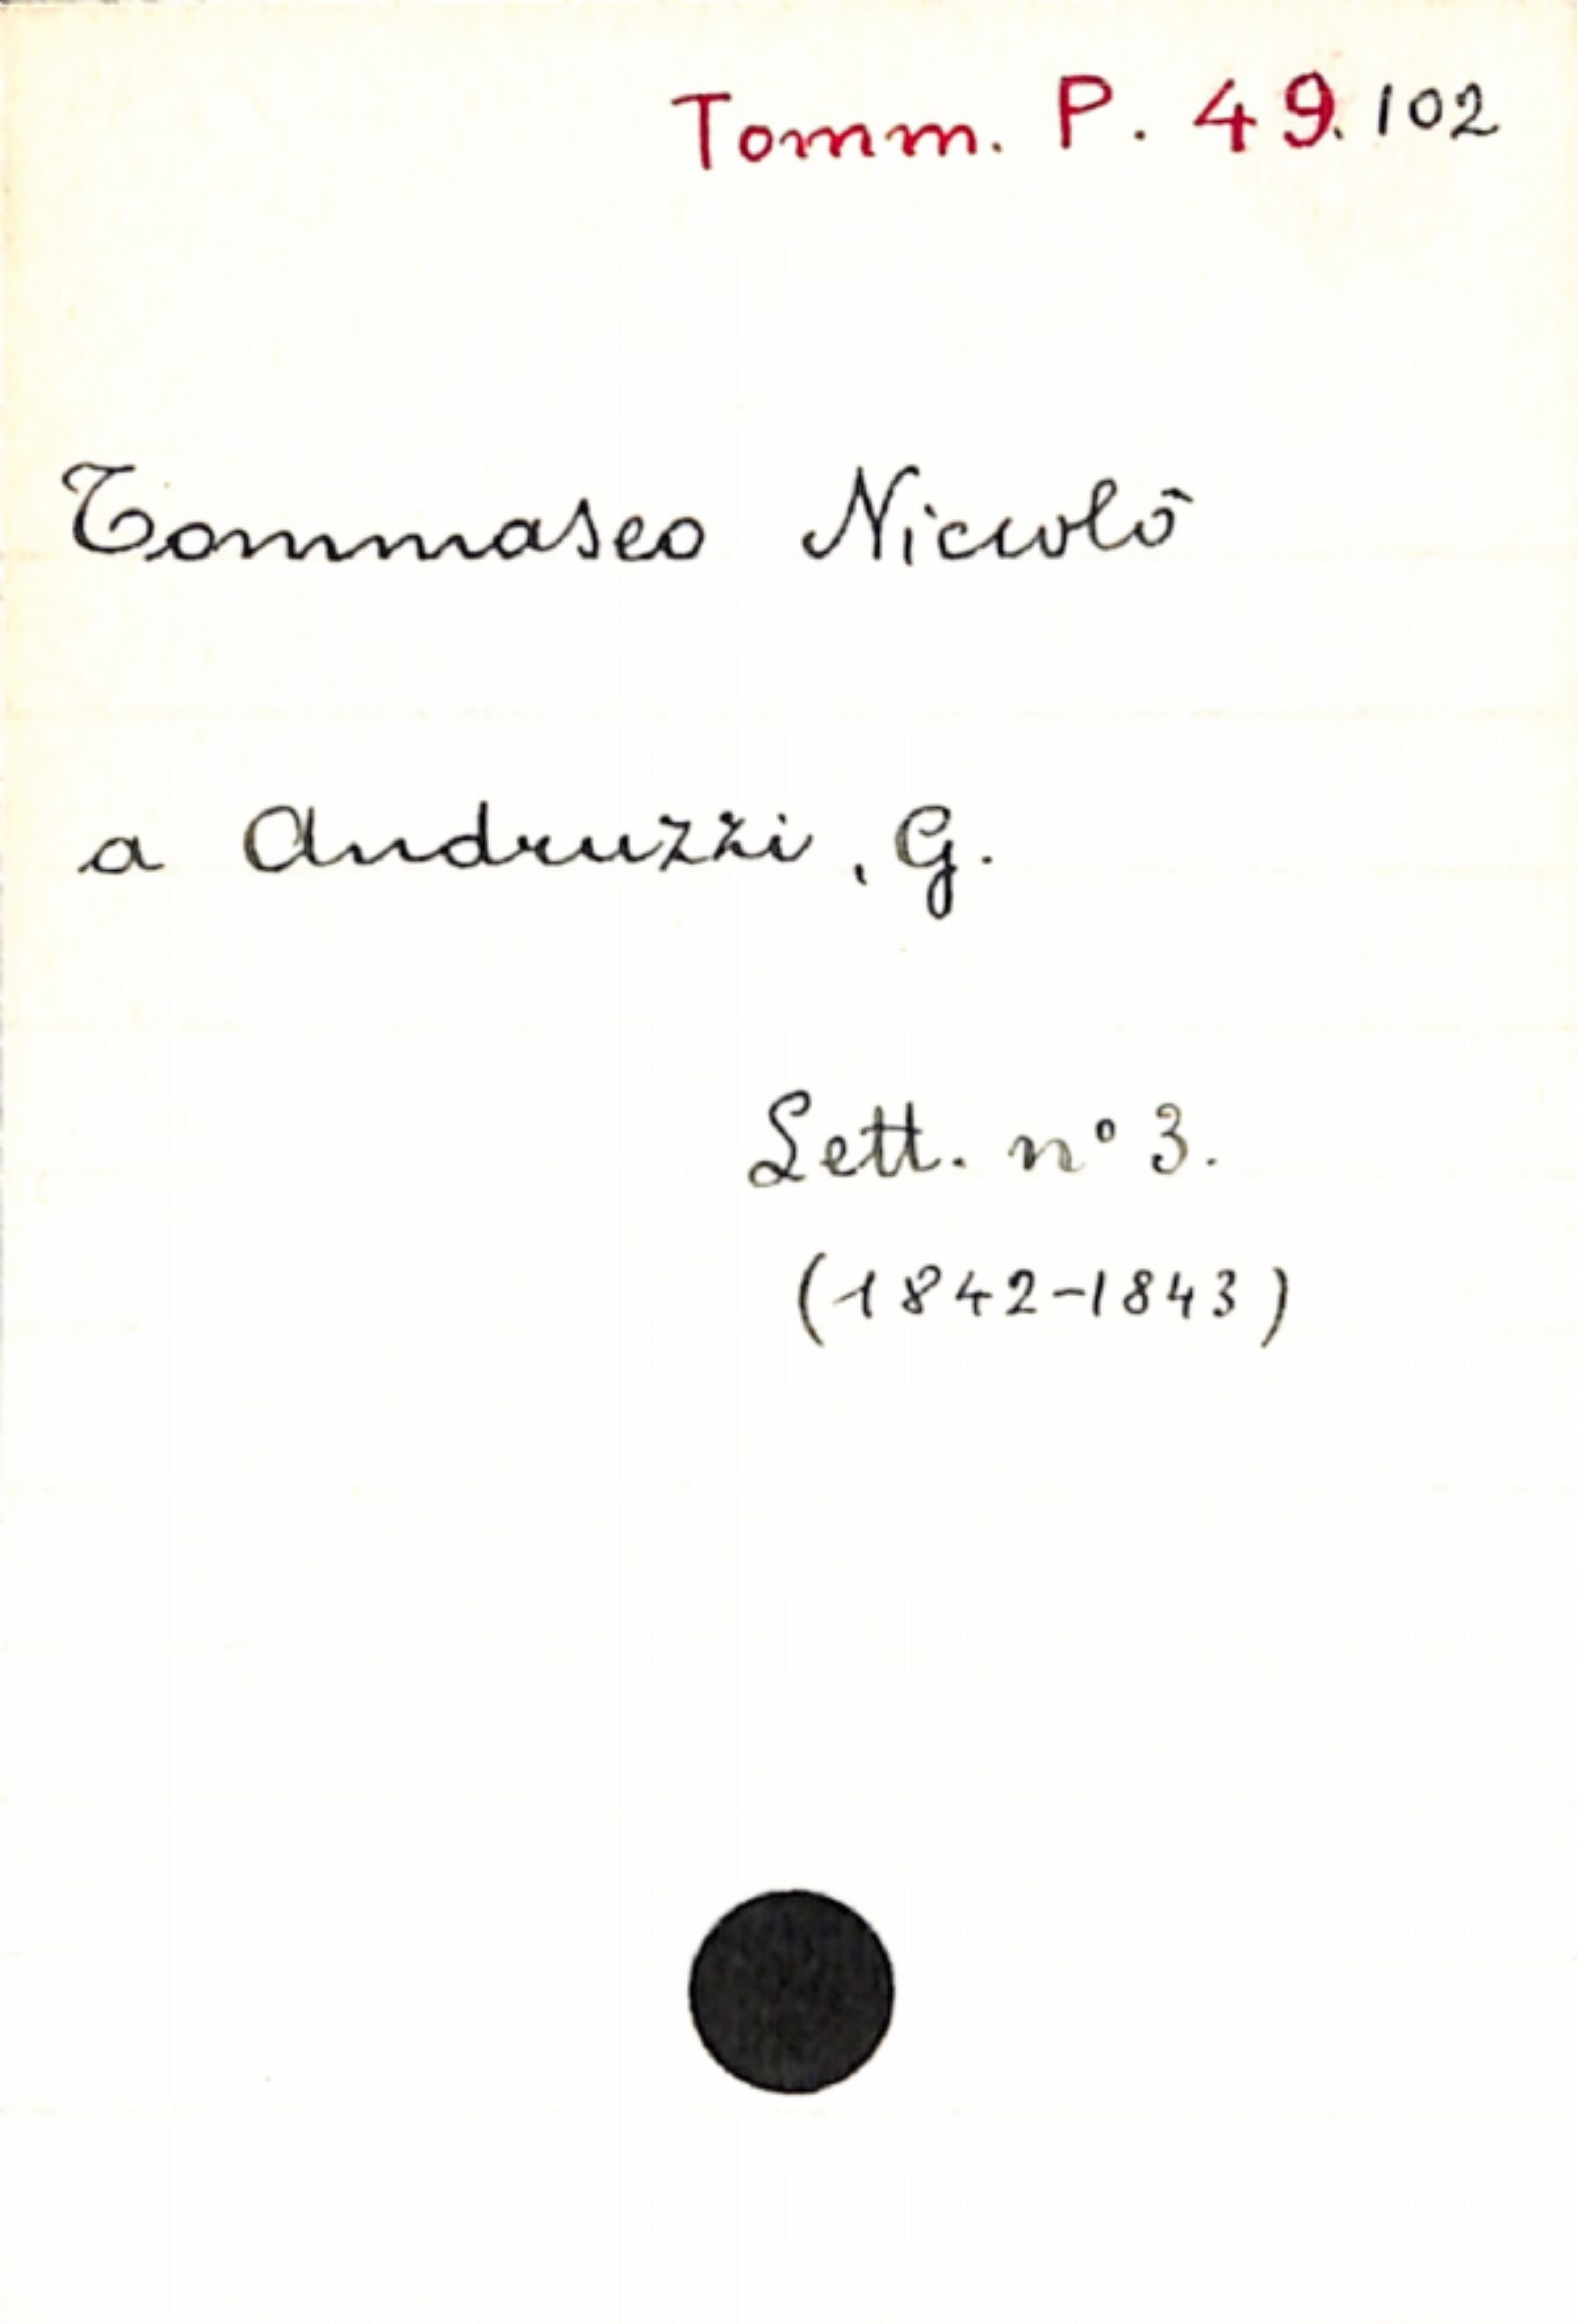 Tomm. P. 49.102
Tommaseo Niccolò
a Andruzzi, G.
Lett. n° 3.
(1842-1843)